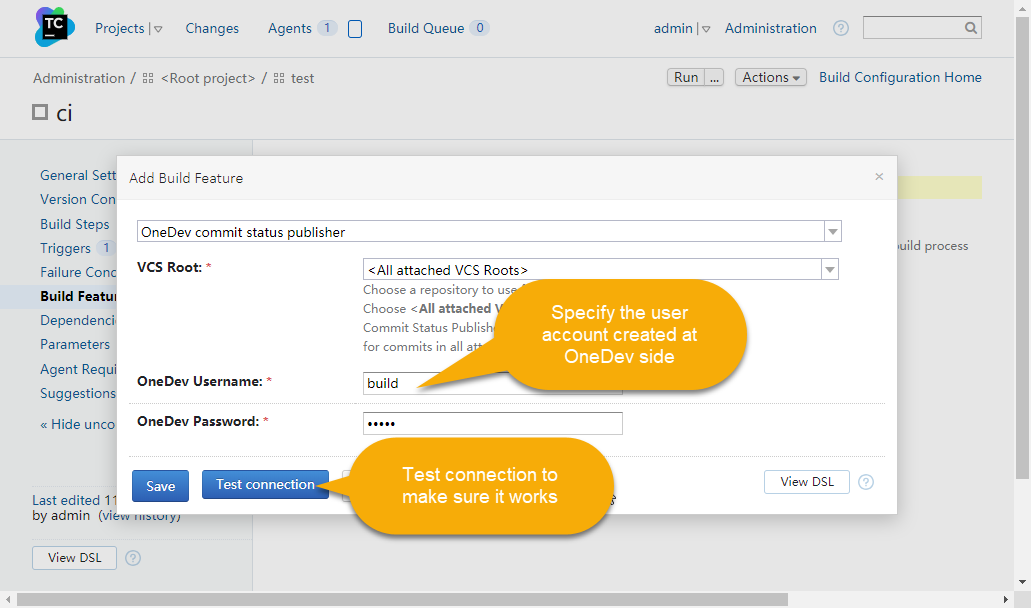 TC
Projects
Changes
Agents 1
Build Queue 0
admin
Administration
?
Administration / <Root project> / test
Run ...
Actions
Build Configuration Home
ci
General Sett
Version Con
Build Steps
Triggers 1
Failure Conc
Build Featur
Dependenci
Parameters
Agent Requi
Suggestions
« Hide unco
Last edited 11
by admin (view history)
View DSL
?
Add Build Feature
×
OneDev commit status publisher
VCS Root: *
<All attached VCS Roots>
Choose a repository to use
Choose <All attached V
Commit Status Publishe
for commits in all att
Specify the user
account created at
OneDev side
OneDev Username: *
build
OneDev Password: *
•••••
Save
Test connection
Test connection to
make sure it works
View DSL
?
uild process